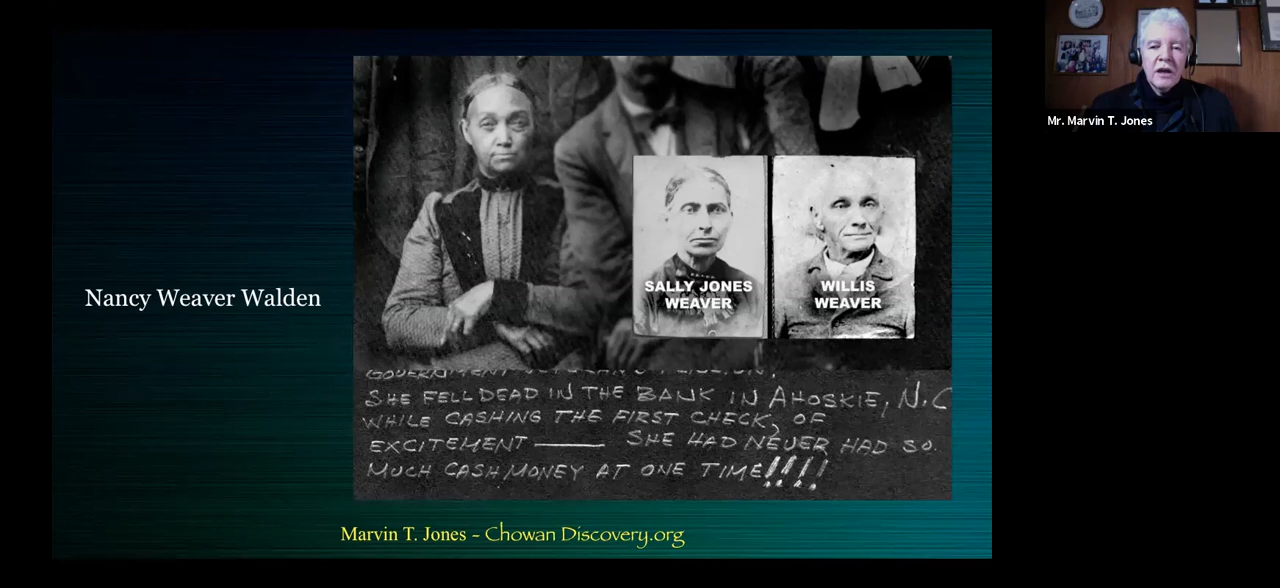 Mr. Marvin T. Jones
Nancy Weaver Walden
SALLY JONES
WEAVER
WILLIS
WEAVER
GOVERNMENT
SHE FELL DEAD IN THE BANK IN AHOSKIE, N.C
WHILE CASHING THE FIRST CHECK, OF
EXCITEMENT —— SHE HAD NEVER HAD SO
MUCH CASH MONEY AT ONE TIME!!!!
Marvin T. Jones - Chowan Discovery.org